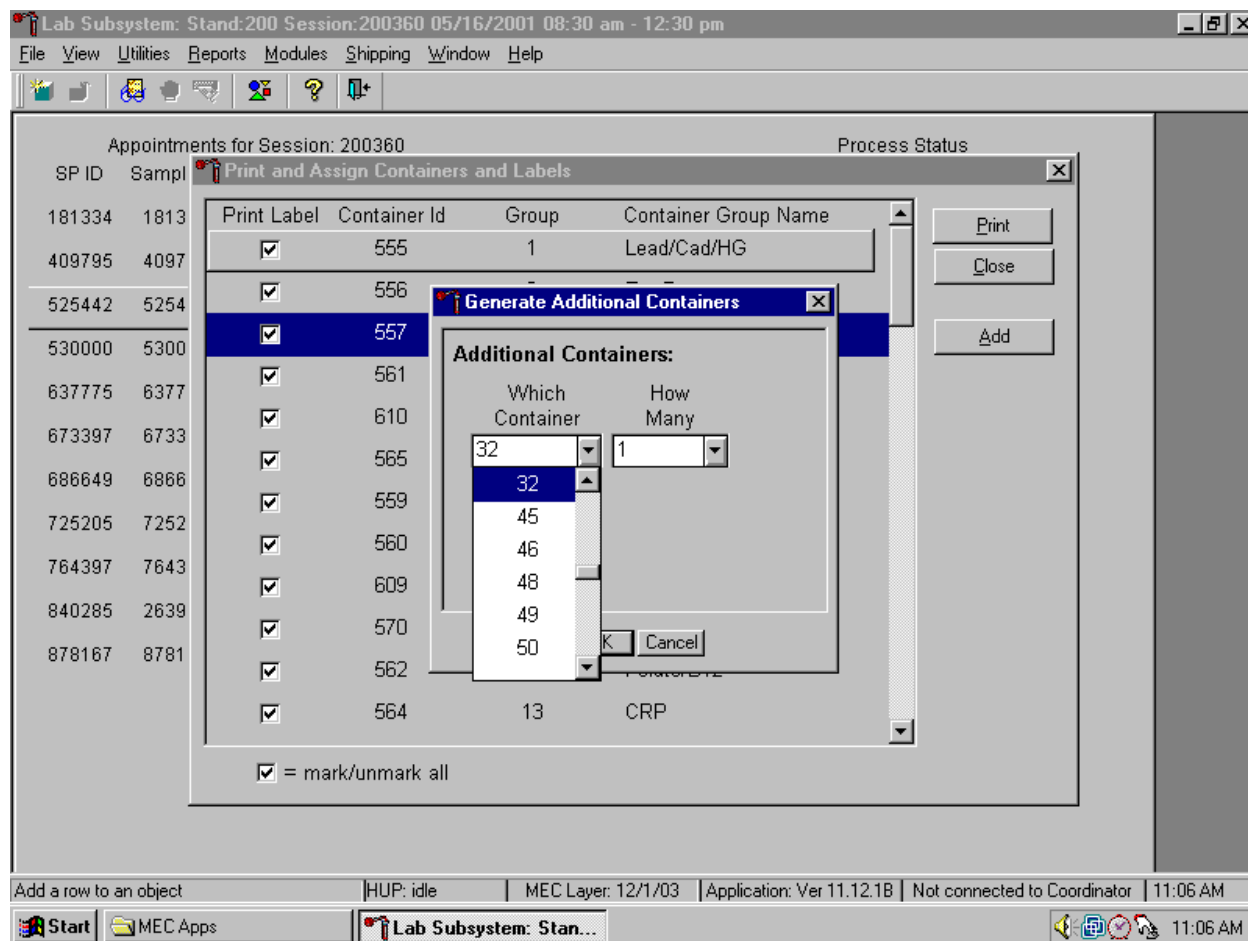 Lab Subsystem: Stand:200 Session:200360 05/16/2001 08:30 am - 12:30 pm
File View Utilities Reports Modules Shipping Window Help
Appointments for Session: 200360 Process Status
SP ID Sampl
181334 1813
409795 4097
525442 5254
530000 5300
637775 6377
673397 6733
686649 6866
725205 7252
764397 7643
840285 2639
878167 8781
Print and Assign Containers and Labels
Print Label Container Id Group Container Group Name
555 1 Lead/Cad/HG
556
557
561
610
565
559
560
609
570
562
564 13 CRP
= mark/unmark all
Print
Close
Add
Generate Additional Containers
Additional Containers:
Which Container
How Many
32 1
32
45
46
48
49
50
K Cancel
Add a row to an object HUP: idle MEC Layer: 12/1/03 Application: Ver 11.12.1B Not connected to Coordinator 11:06 AM
Start MEC Apps Lab Subsystem: Stan... 11:06 AM